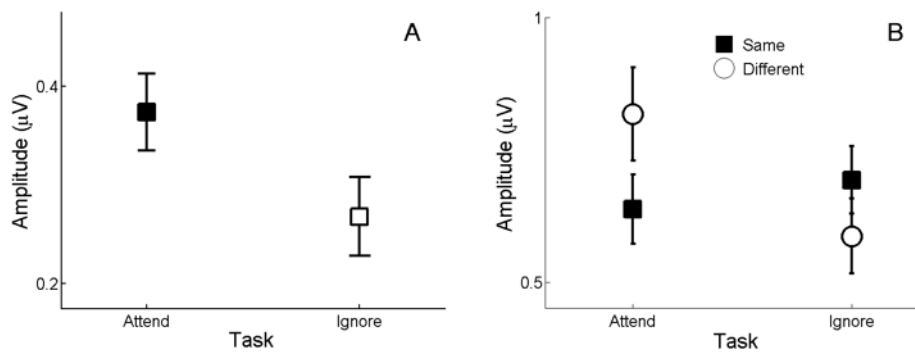 A
0.4
0.2
Amplitude (μV)
Attend
Ignore
Task
B
1
0.5
Same
Different
Amplitude (μV)
Attend
Ignore
Task